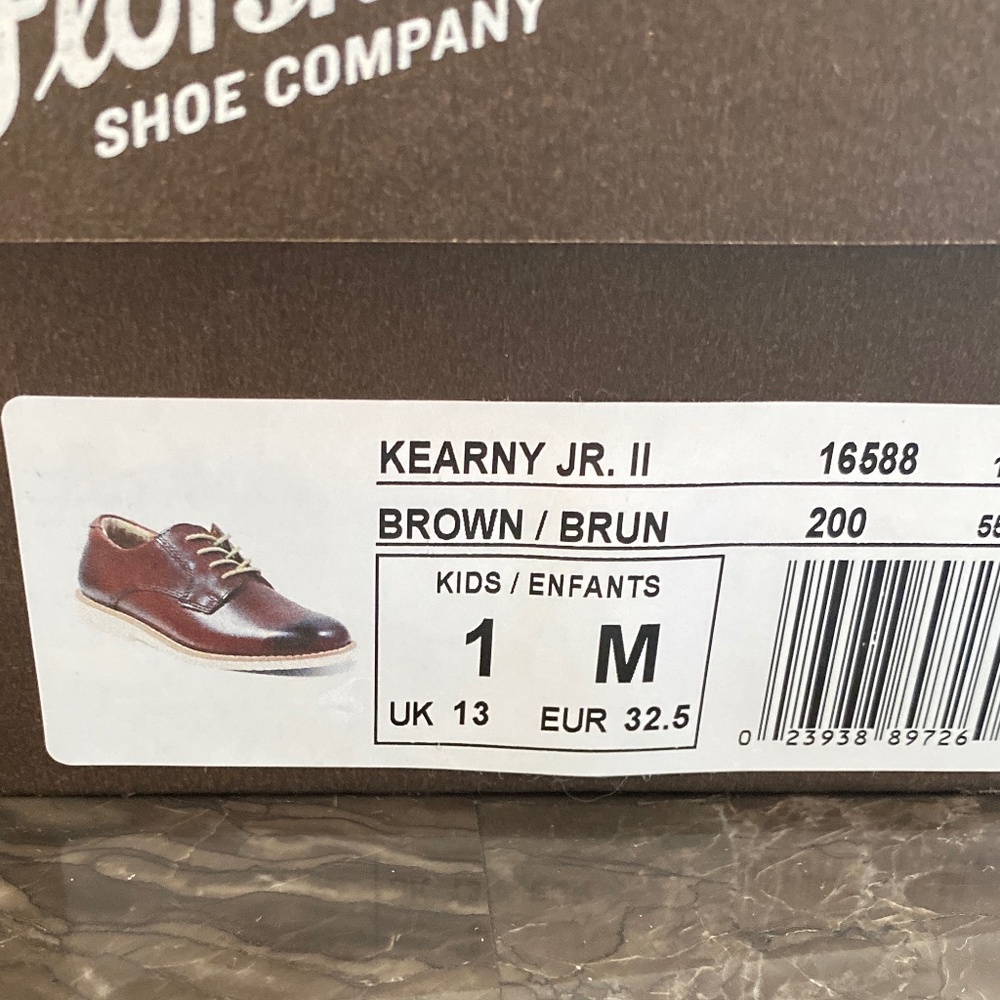 SHOE COMPANY
KEARNY JR. II 16588
BROWN / BRUN 200
KIDS / ENFANTS
1 M
UK 13 EUR 32.5
0 23938 89726